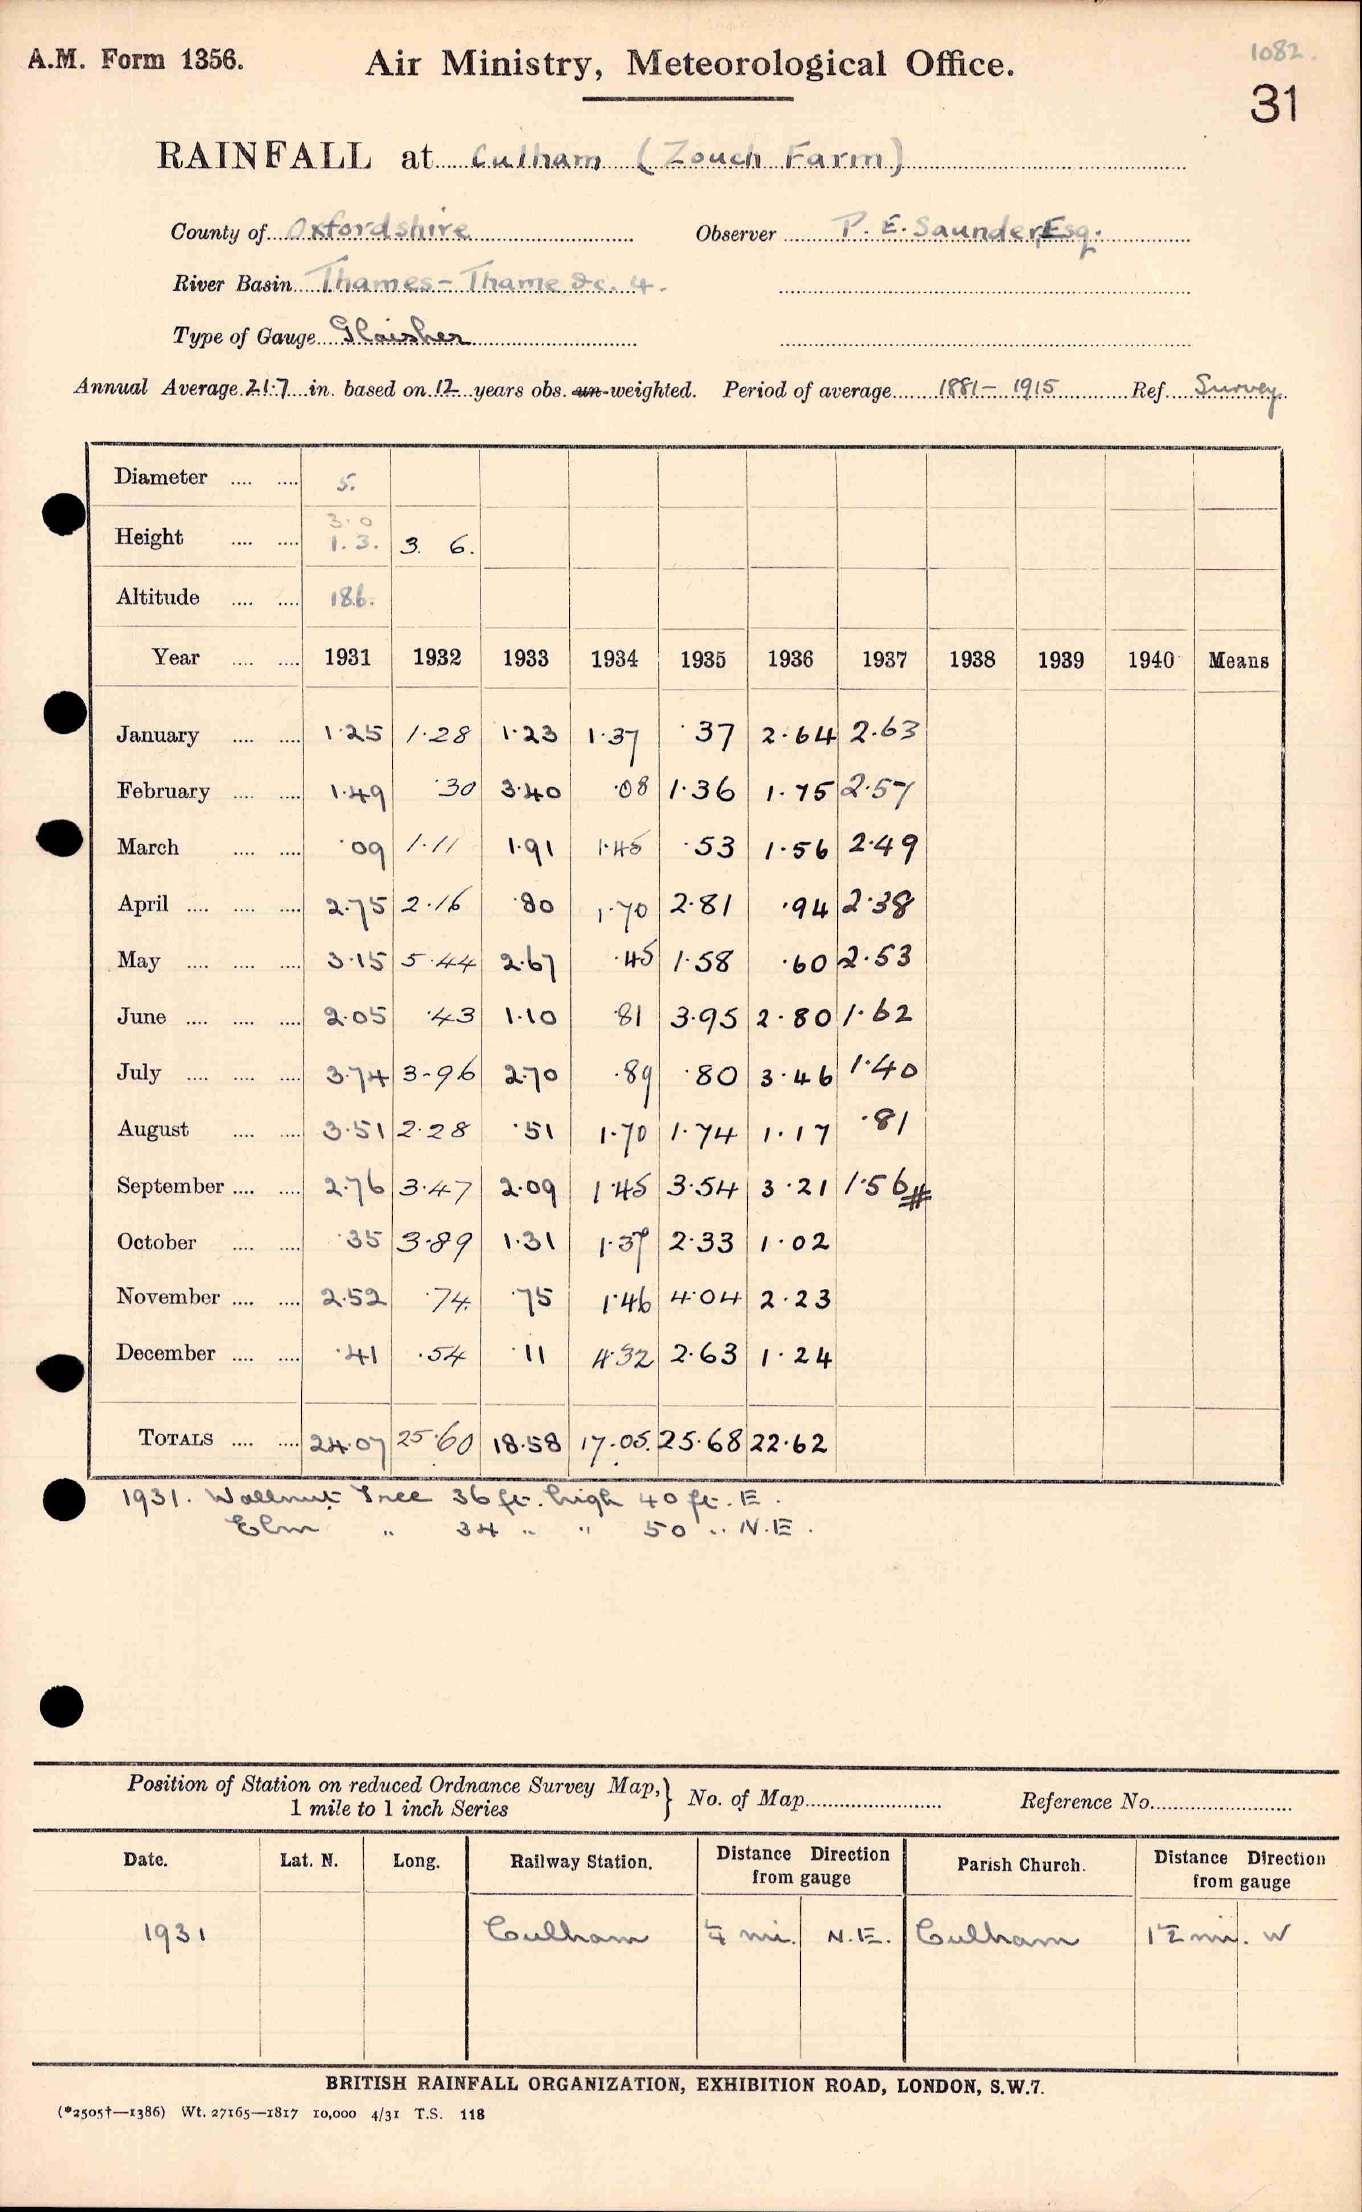 A.M. Form 1356.
Air Ministry, Meteorological Office.
1082.
31
RAINFALL at Culham (Zouch Farm)
County of Oxfordshire Observer P. E. Saunder, Esq.
River Basin Thames - Thame &c. 4.
Type of Gauge Glaisher
Annual Average 21.7 in. based on 12 years obs. un-weighted. Period of average 1881 - 1915 Ref. Survey
Diameter .... .... 5.
Height .... .... 3.0 1.3. 3. 6.
Altitude .... .... 186.
Year .... .... 1931 1932 1933 1934 1935 1936 1937 1938 1939 1940 Means
January .... .... 1.25 1.28 1.23 1.37 .37 2.64 2.63
February .... .... 1.49 .30 3.40 .08 1.36 1.75 2.57
March .... .... .09 1.11 1.91 1.45 .53 1.56 2.49
April .... .... .... 2.75 2.16 .80 1.70 2.81 .94 2.38
May .... .... .... 3.15 5.44 2.67 .45 1.58 .60 2.53
June .... .... .... 2.05 .43 1.10 .81 3.95 2.80 1.62
July .... .... .... 3.74 3.96 2.70 .89 .80 3.46 1.40
August .... .... 3.51 2.28 .51 1.70 1.74 1.17 .81
September .... .... 2.76 3.47 2.09 1.45 3.54 3.21 1.56 #
October .... .... .35 3.89 1.31 1.37 2.33 1.02
November .... .... 2.52 .74 .75 1.46 4.04 2.23
December .... .... .41 .54 .11 4.32 2.63 1.24
TOTALS .... .... 24.07 25.60 18.58 17.05. 25.68 22.62
1931. Wallnut Tree 36 ft. high 40 ft. E.
Elm " 34 " " 50 " N.E.
Position of Station on reduced Ordnance Survey Map, } No. of Map Reference No.
1 mile to 1 inch Series
Date. Lat. N. Long. Railway Station. Distance Direction from gauge Parish Church. Distance Direction from gauge
1931 Culham ¼ mi. N.E. Culham 1½ mi. W
BRITISH RAINFALL ORGANIZATION, EXHIBITION ROAD, LONDON, S.W.7.
(*2505†—1386) Wt. 27165—1817 10,000 4/31 T.S. 118